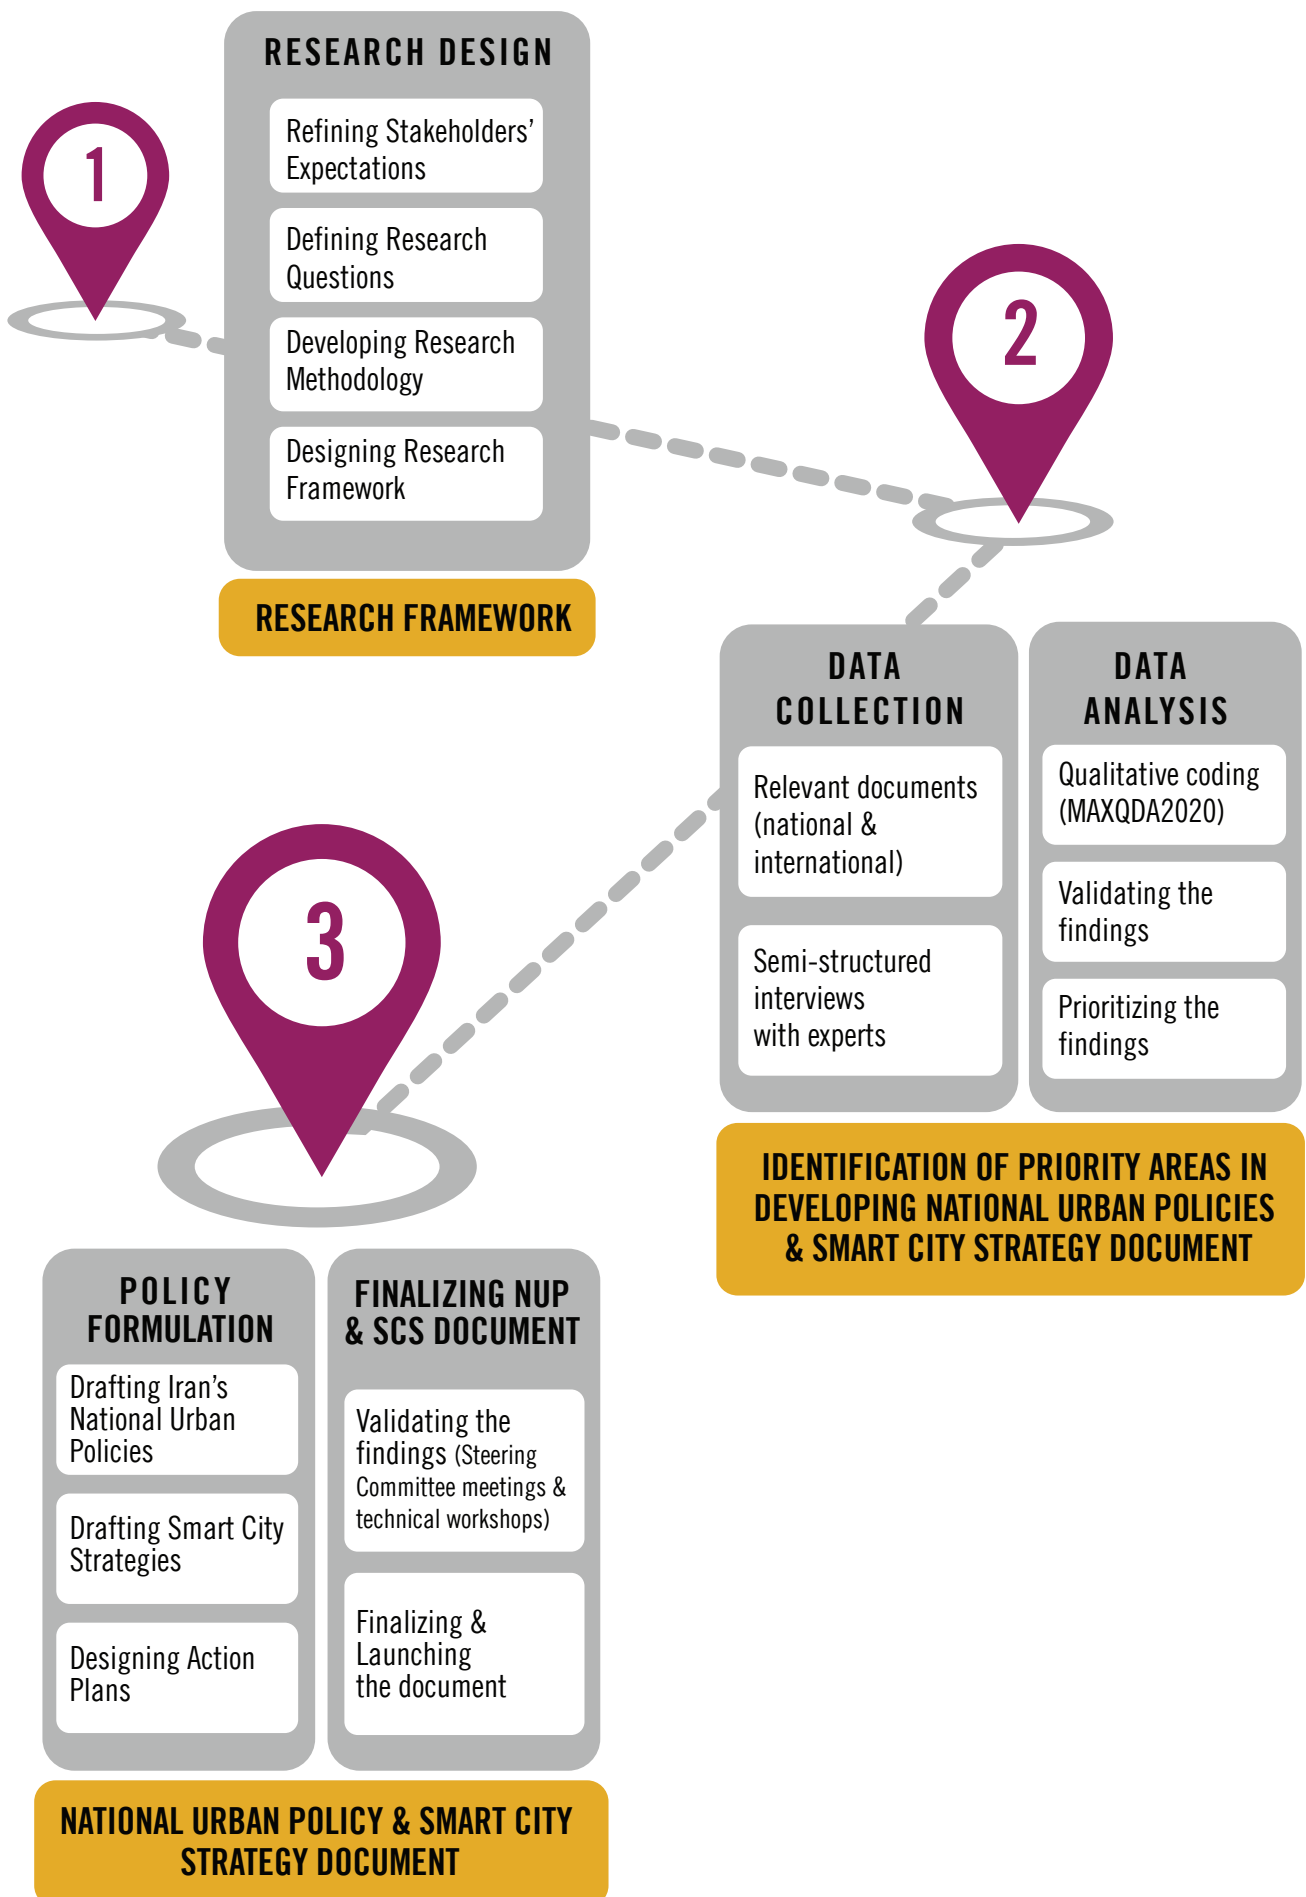 1
RESEARCH DESIGN
Refining Stakeholders’
Expectations
Defining Research
Questions
Developing Research
Methodology
Designing Research
Framework
RESEARCH FRAMEWORK
2
DATA
COLLECTION
Relevant documents
(national &
international)
Semi-structured
interviews
with experts
DATA
ANALYSIS
Qualitative coding
(MAXQDA2020)
Validating the
findings
Prioritizing the
findings
IDENTIFICATION OF PRIORITY AREAS IN
DEVELOPING NATIONAL URBAN POLICIES
& SMART CITY STRATEGY DOCUMENT
3
POLICY
FORMULATION
Drafting Iran’s
National Urban
Policies
Drafting Smart City
Strategies
Designing Action
Plans
FINALIZING NUP
& SCS DOCUMENT
Validating the
findings (Steering
Committee meetings &
technical workshops)
Finalizing &
Launching
the document
NATIONAL URBAN POLICY & SMART CITY
STRATEGY DOCUMENT